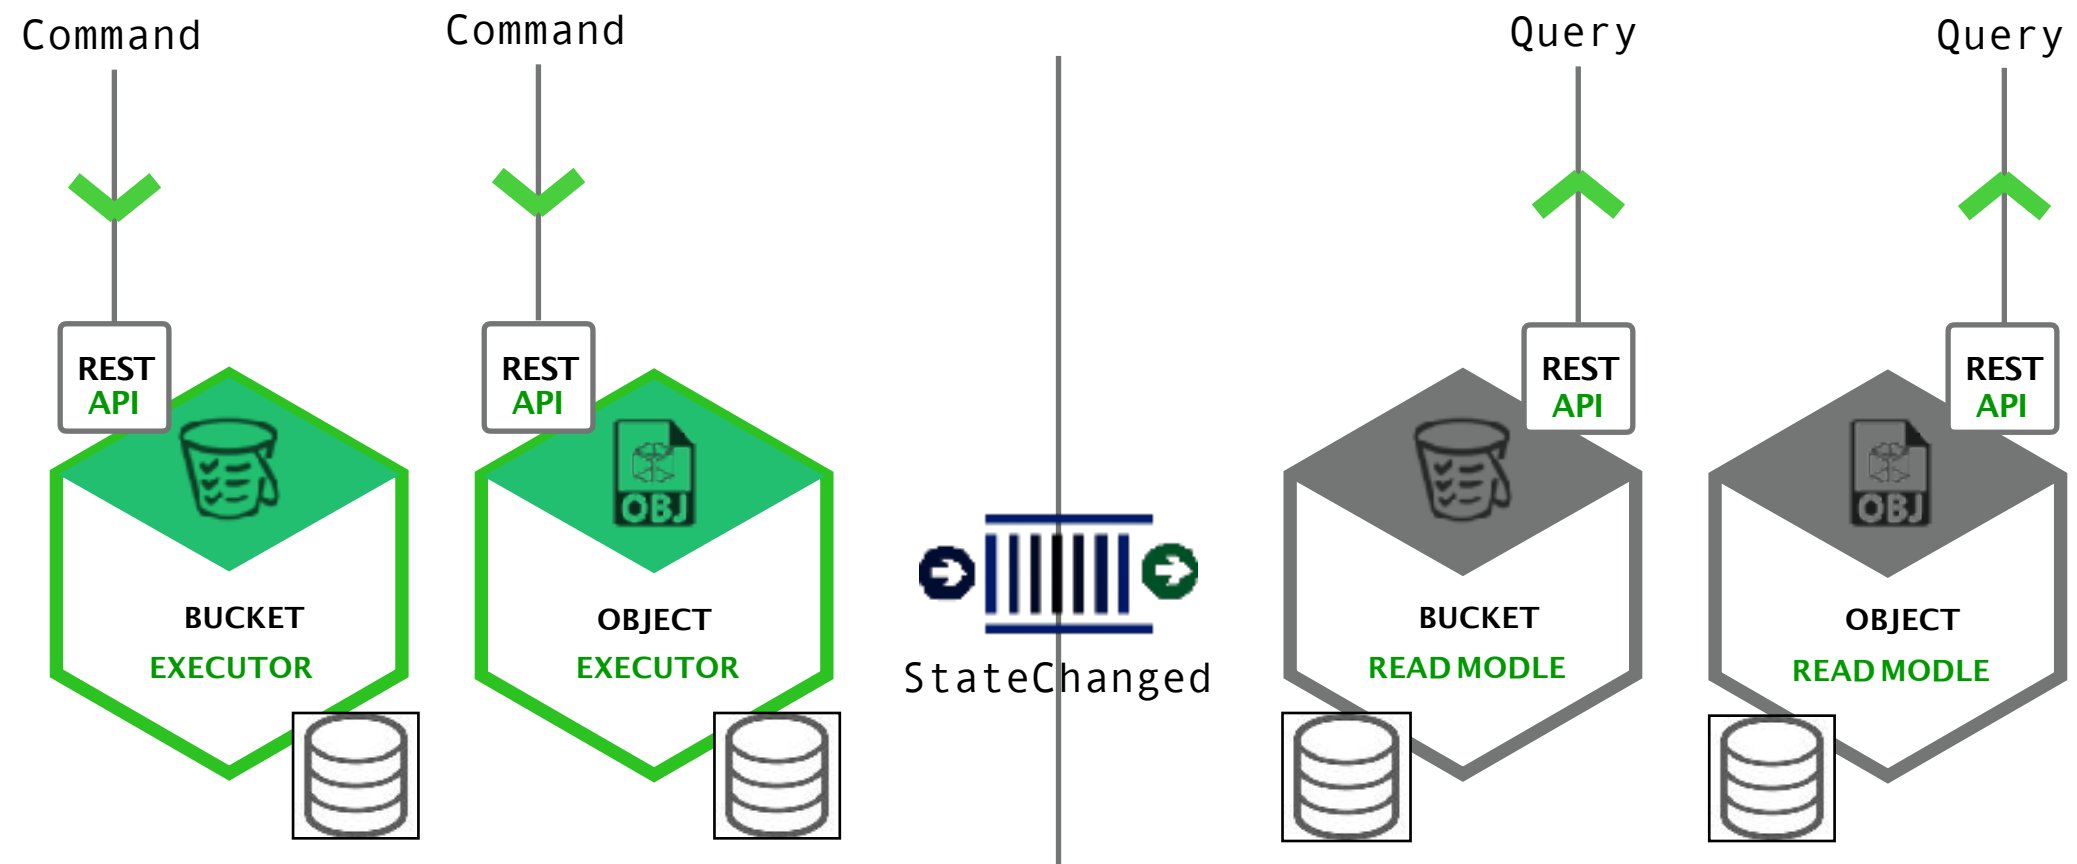 Command
Command
Query
Query
REST
API
REST
API
REST
API
REST
API
OBJ
OBJ
BUCKET
EXECUTOR
OBJECT
EXECUTOR
StateChanged
BUCKET
READ MODLE
OBJECT
READ MODLE